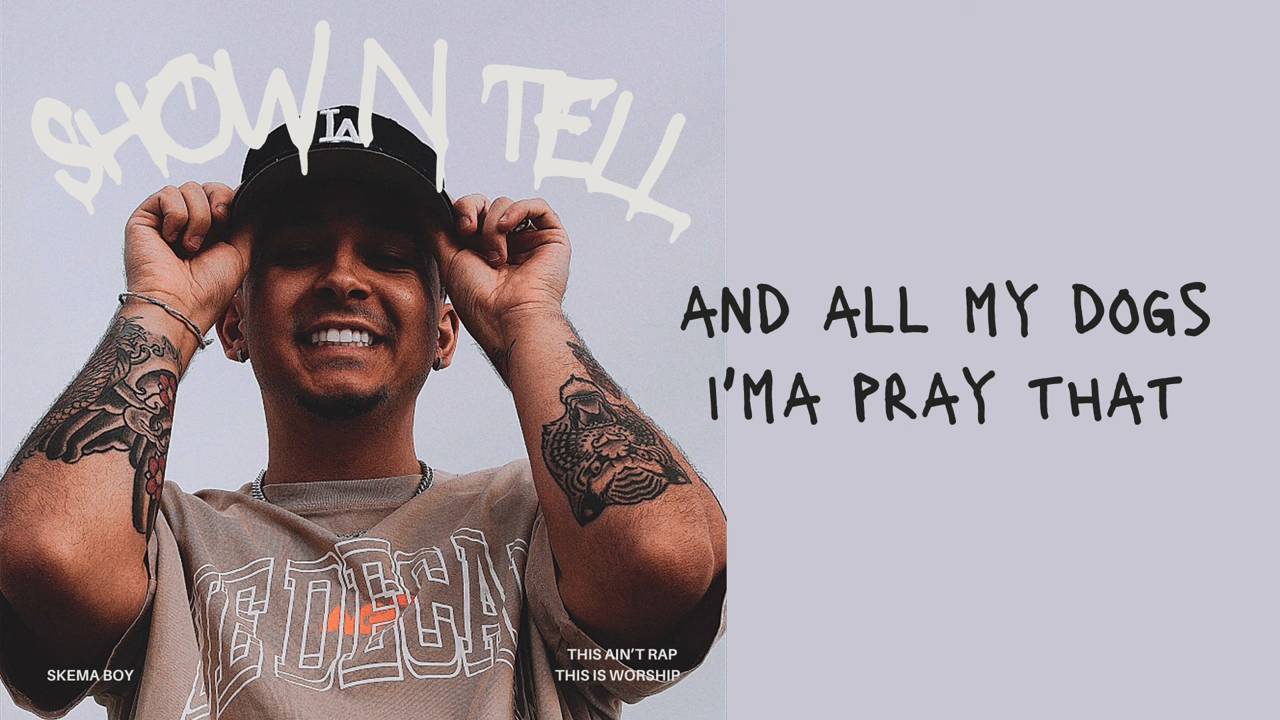 SHOW N TELL
LA
AND ALL MY DOGS
I'MA PRAY THAT
THIS AIN'T RAP
SKEMA BOY
THIS IS WORSHIP